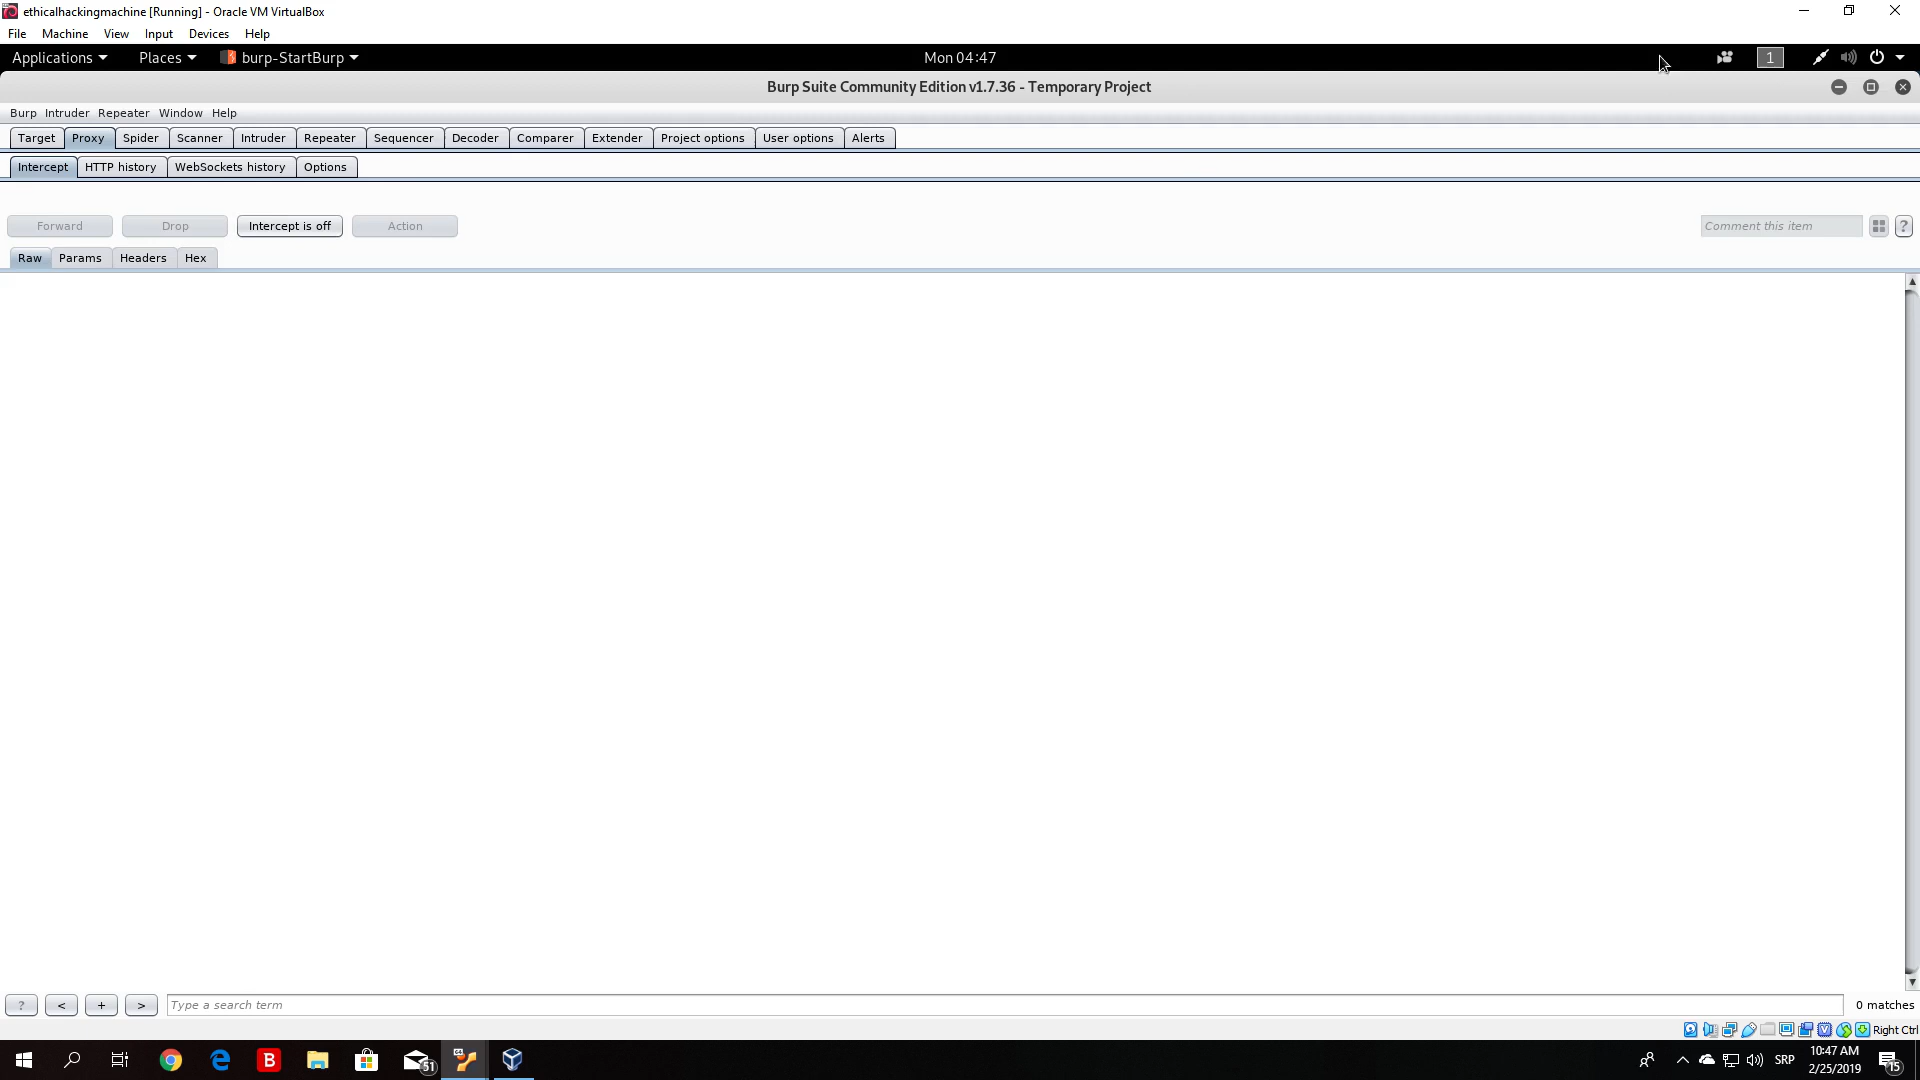 ethicalhackingmachine [Running] - Oracle VM VirtualBox
File Machine View Input Devices Help
Applications Places burp-StartBurp Mon 04:47 1
Burp Suite Community Edition v1.7.36 - Temporary Project
Burp Intruder Repeater Window Help
Target Proxy Spider Scanner Intruder Repeater Sequencer Decoder Comparer Extender Project options User options Alerts
Intercept HTTP history WebSockets history Options
Forward Drop Intercept is off Action Comment this item ?
Raw Params Headers Hex
? < + > Type a search term 0 matches
Right Ctrl
B 51 SRP 10:47 AM
2/25/2019 15